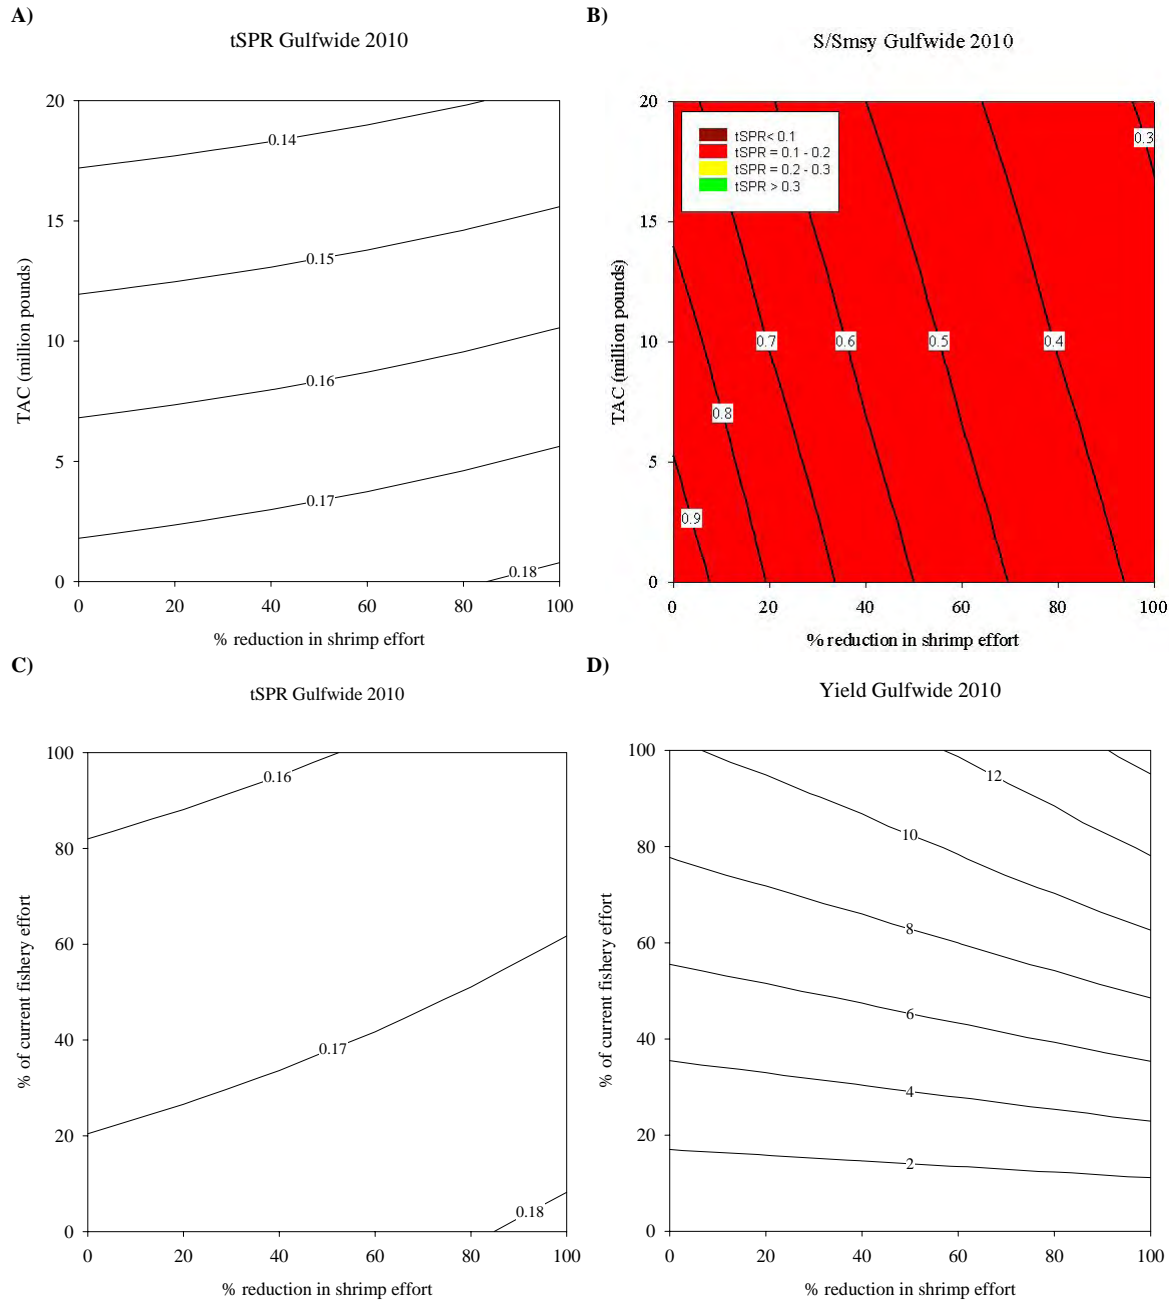 A)
tSPR Gulfwide 2010
20
15
10
5
0
TAC (million pounds)
0.14
0.15
0.16
0.17
0.18
0 20 40 60 80 100
% reduction in shrimp effort
B)
S/Smsy Gulfwide 2010
20
15
10
5
0
TAC (million pounds)
tSPR< 0.1
tSPR = 0.1 - 0.2
tSPR = 0.2 - 0.3
tSPR > 0.3
0.3
0.7
0.6
0.5
0.4
0.8
0.9
0 20 40 60 80 100
% reduction in shrimp effort
C)
tSPR Gulfwide 2010
100
80
60
40
20
0
% of current fishery effort
0.16
0.17
0.18
0 20 40 60 80 100
% reduction in shrimp effort
D)
Yield Gulfwide 2010
100
80
60
40
20
0
% of current fishery effort
12
10
8
6
4
2
0 20 40 60 80 100
% reduction in shrimp effort